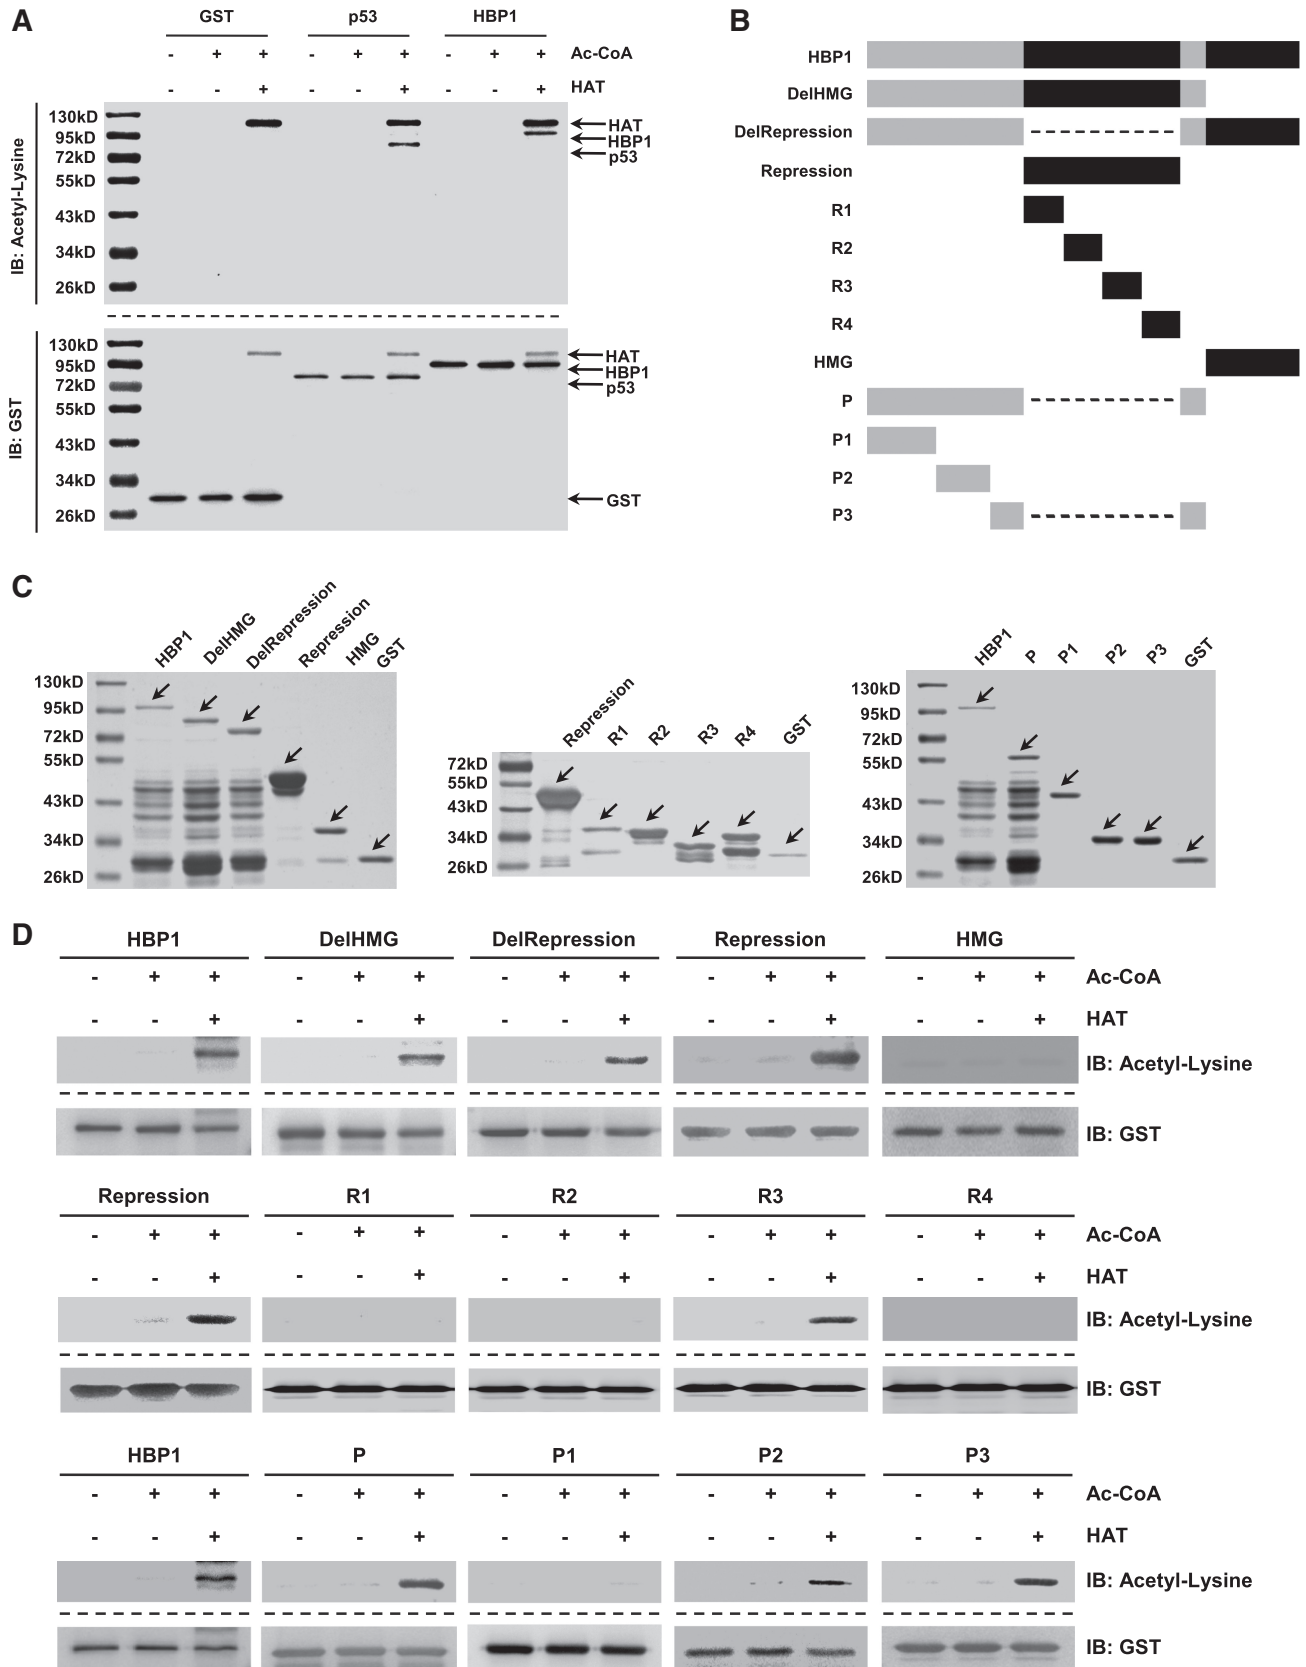 A
GST p53 HBP1
- + + - + + - + + Ac-CoA
- - + - - + - - + HAT
IB: Acetyl-Lysine
130kD
95kD
72kD
55kD
43kD
34kD
26kD
HAT
HBP1
p53
IB: GST
130kD
95kD
72kD
55kD
43kD
34kD
26kD
HAT
HBP1
p53
GST
B
HBP1
DelHMG
DelRepression
Repression
R1
R2
R3
R4
HMG
P
P1
P2
P3
C
HBP1 DelHMG DelRepression Repression HMG GST
130kD
95kD
72kD
55kD
43kD
34kD
26kD
Repression R1 R2 R3 R4 GST
72kD
55kD
43kD
34kD
26kD
HBP1 P P1 P2 P3 GST
130kD
95kD
72kD
55kD
43kD
34kD
26kD
D
HBP1 DelHMG DelRepression Repression HMG
- + + - + + - + + - + + - + + Ac-CoA
- - + - - + - - + - - + - - + HAT
IB: Acetyl-Lysine
IB: GST
Repression R1 R2 R3 R4
- + + - + + - + + - + + - + + Ac-CoA
- - + - - + - - + - - + - - + HAT
IB: Acetyl-Lysine
IB: GST
HBP1 P P1 P2 P3
- + + - + + - + + - + + - + + Ac-CoA
- - + - - + - - + - - + - - + HAT
IB: Acetyl-Lysine
IB: GST